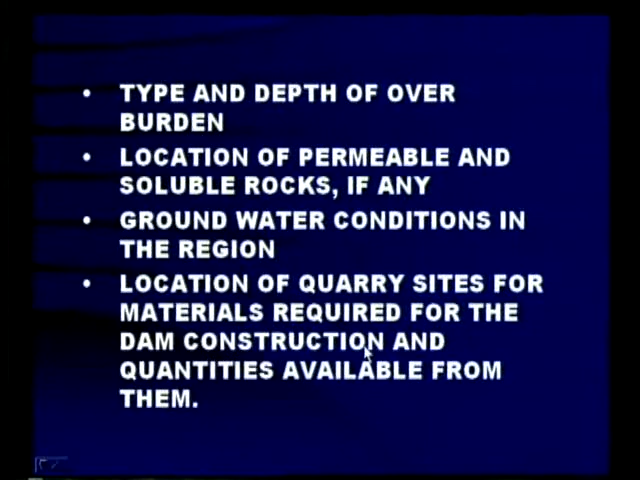 • TYPE AND DEPTH OF OVER
BURDEN
• LOCATION OF PERMEABLE AND
SOLUBLE ROCKS, IF ANY
• GROUND WATER CONDITIONS IN
THE REGION
• LOCATION OF QUARRY SITES FOR
MATERIALS REQUIRED FOR THE
DAM CONSTRUCTION AND
QUANTITIES AVAILABLE FROM
THEM.